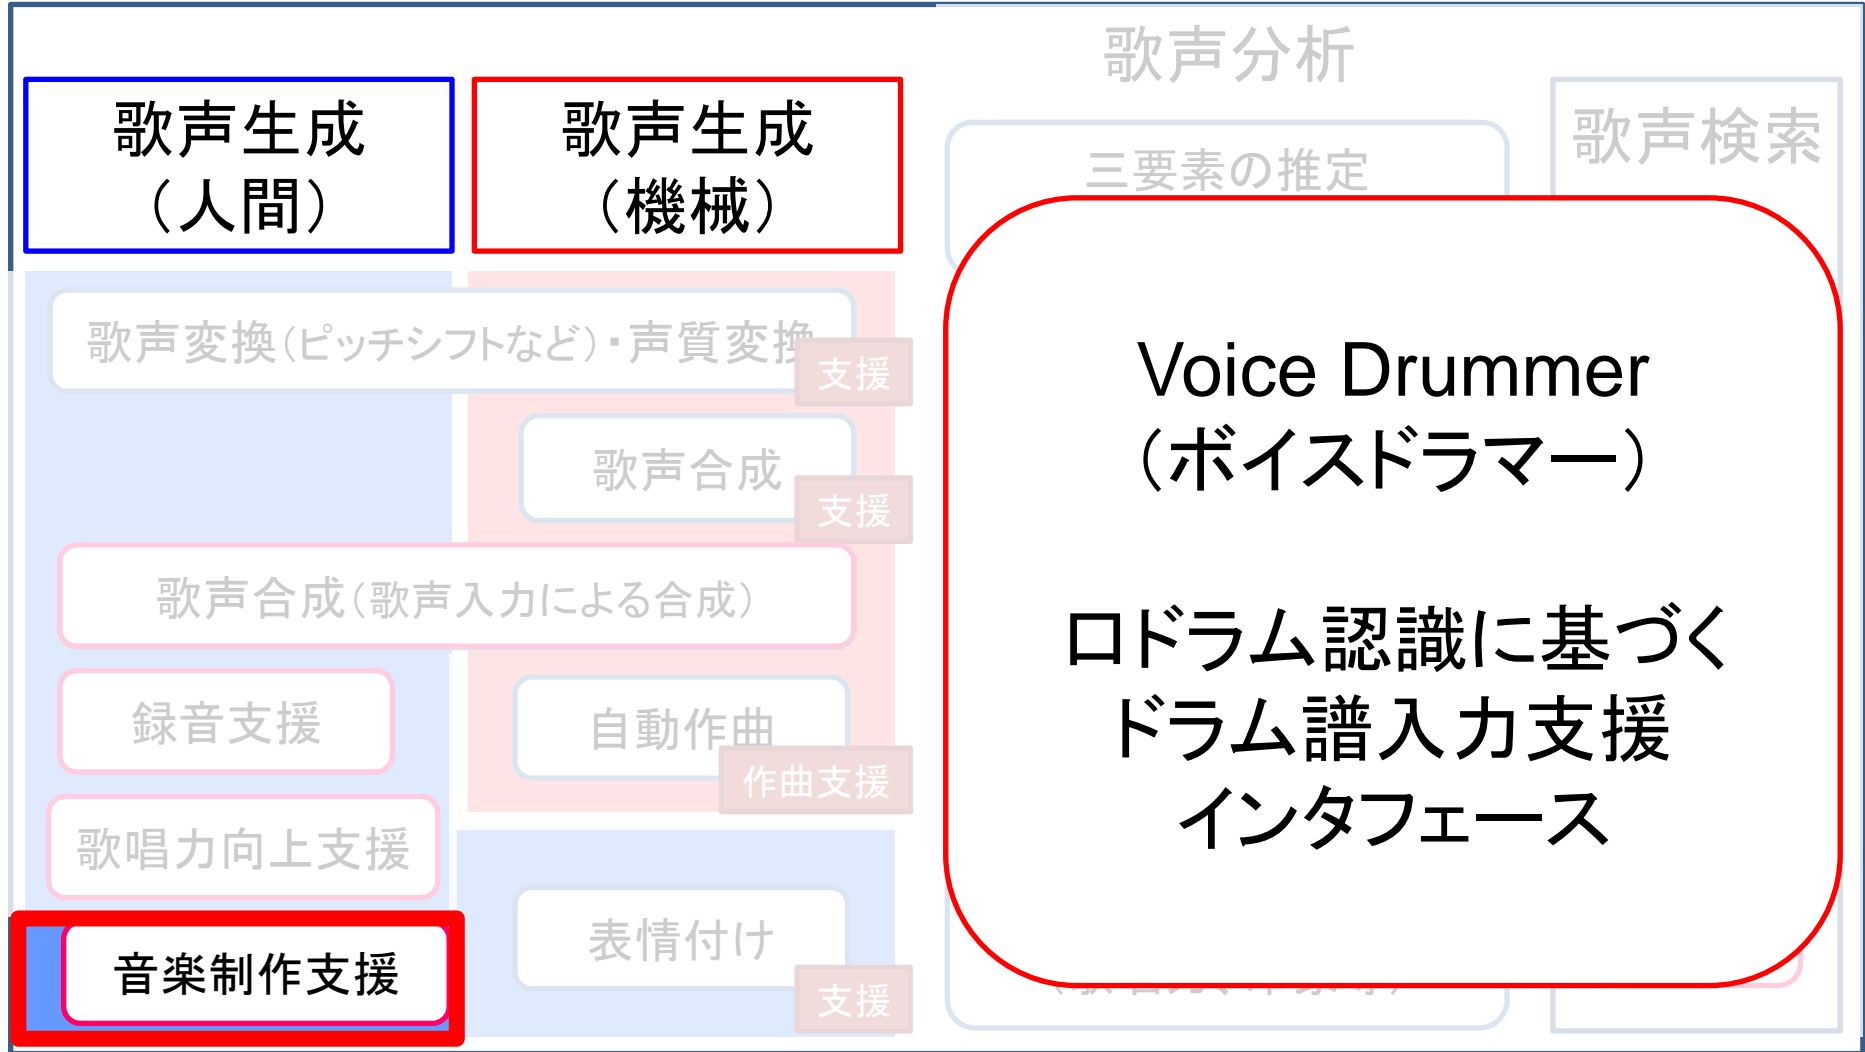 歌声生成
（人間）
歌声生成
（機械）
歌声分析
三要素の推定
歌声検索
歌声変換（ピッチシフトなど）・声質変換
支援
歌声合成
支援
歌声合成（歌声入力による合成）
録音支援
自動作曲
作曲支援
歌唱力向上支援
表情付け
支援
音楽制作支援
Voice Drummer
（ボイスドラマー）
口ドラム認識に基づく
ドラム譜入力支援
インタフェース